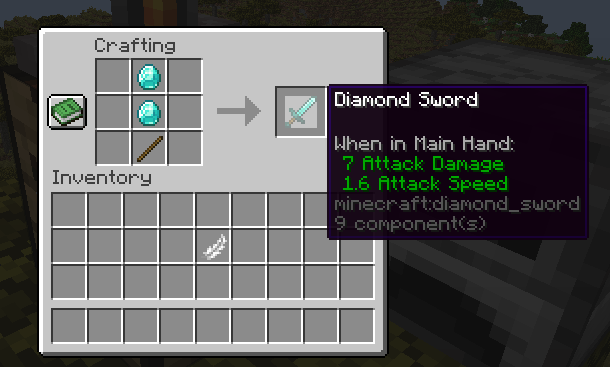 Crafting
Diamond Sword
When in Main Hand:
7 Attack Damage
1.6 Attack Speed
minecraft:diamond_sword
9 component(s)
Inventory